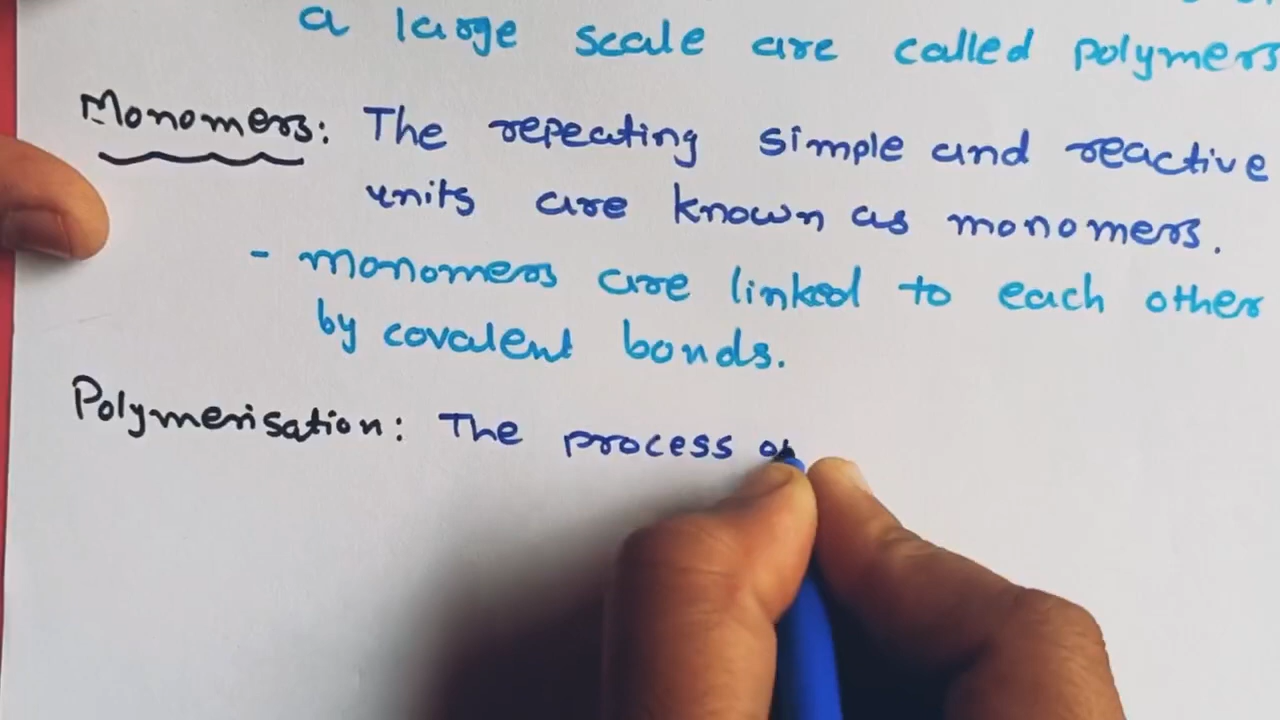 a large scale are called polymers
Monomers: The repeating simple and reactive
units are known as monomers.
- monomers are linked to each other
by covalent bonds.
Polymerisation: The process